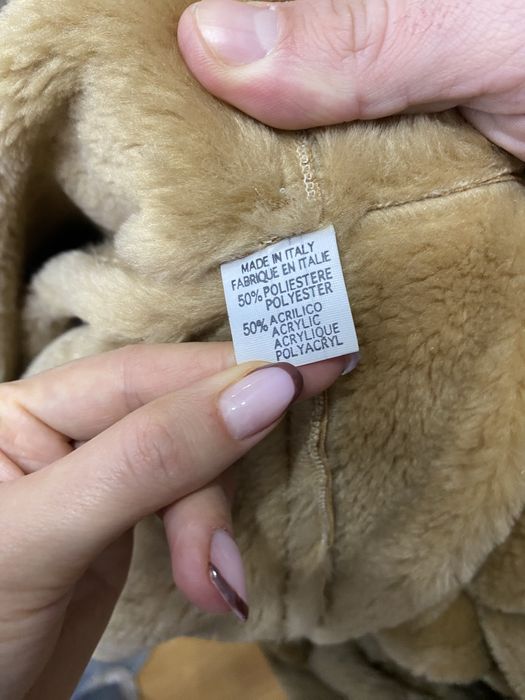 MADE IN ITALY
FABRIQUE EN ITALIE
50% POLIESTERE
POLYESTER
50% ACRILICO
ACRYLIC
ACRYLIQUE
POLYACRYL